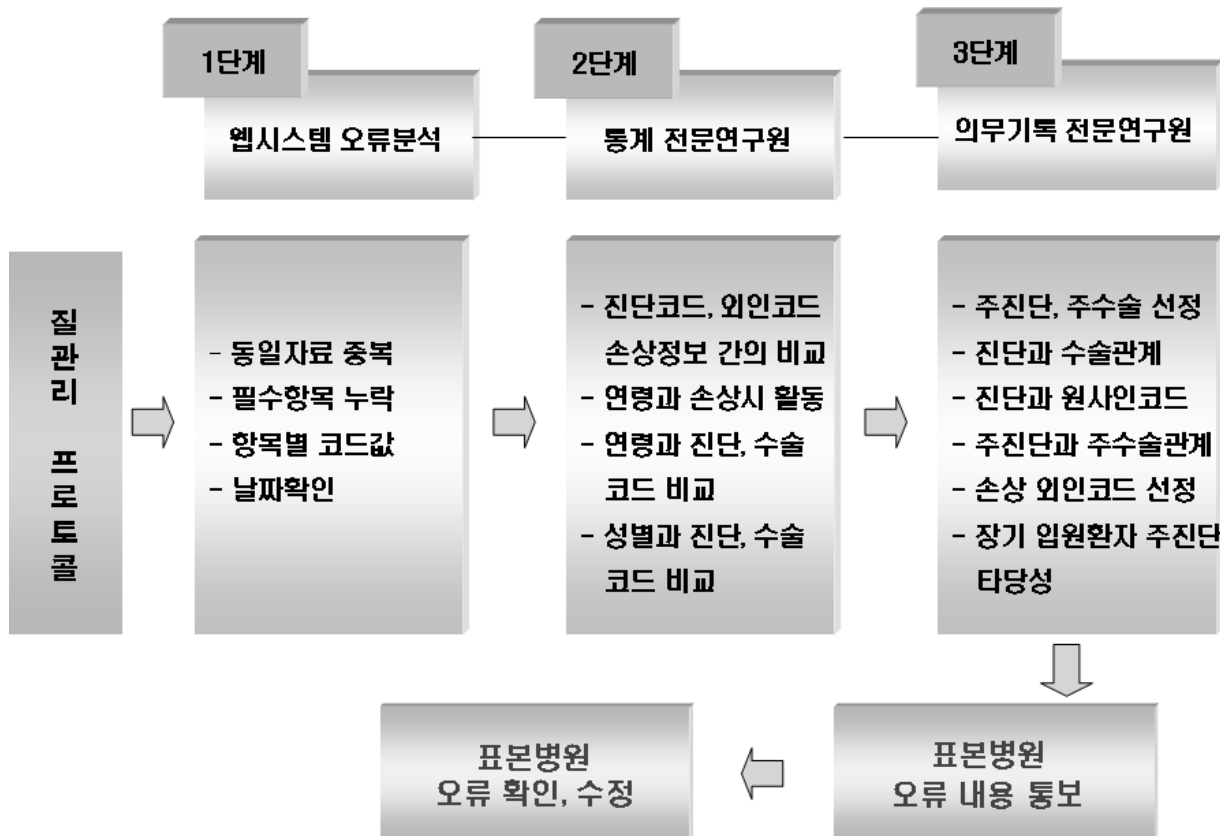 1단계
웹시스템 오류분석
2단계
통계 전문연구원
3단계
의무기록 전문연구원
질관리 프로토콜
- 동일자료 중복
- 필수항목 누락
- 항목별 코드값
- 날짜확인
- 진단코드, 외인코드
손상정보 간의 비교
- 연령과 손상시 활동
- 연령과 진단, 수술
코드 비교
- 성별과 진단, 수술
코드 비교
- 주진단, 주수술 선정
- 진단과 수술관계
- 진단과 원사인코드
- 주진단과 주수술관계
- 손상 외인코드 선정
- 장기 입원환자 주진단
타당성
표본병원
오류 내용 통보
표본병원
오류 확인, 수정